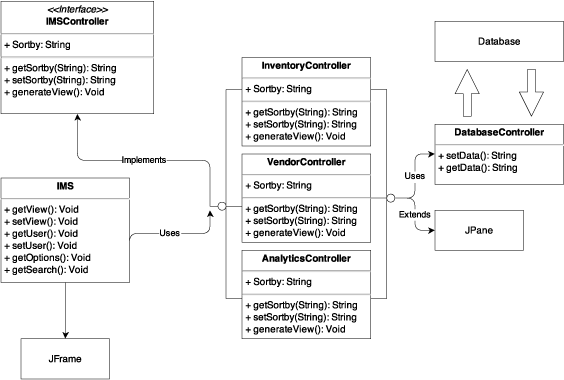 <<Interface>>
IMSController
+ Sortby: String
+ getSortby(String): String
+ setSortby(String): String
+ generateView(): Void
InventoryController
+ Sortby: String
+ getSortby(String): String
+ setSortby(String): String
+ generateView(): Void
Database
DatabaseController
+ setData(): String
+ getData(): String
Implements
VendorController
+ Sortby: String
+ getSortby(String): String
+ setSortby(String): String
+ generateView(): Void
Uses
Extends
JPane
IMS
+ getView(): Void
+ setView(): Void
+ getUser(): Void
+ setUser(): Void
+ getOptions(): Void
+ getSearch(): Void
Uses
AnalyticsController
+ Sortby: String
+ getSortby(String): String
+ setSortby(String): String
+ generateView(): Void
JFrame